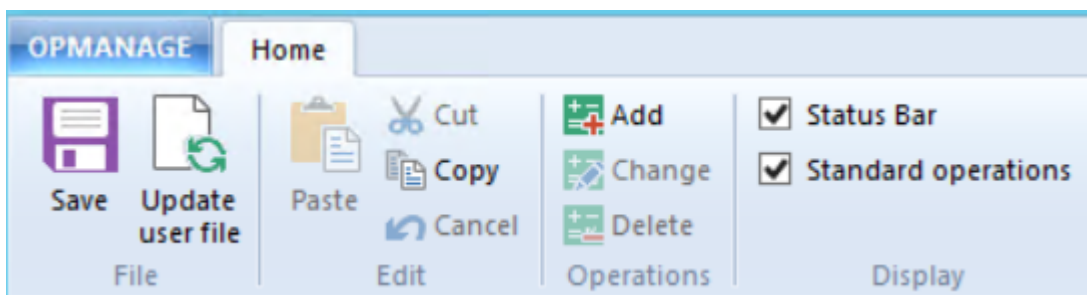 OPMANAGE Home
Save
Update
user file
File
Paste
Cut
Copy
Cancel
Edit
Add
Change
Delete
Operations
Status Bar
Standard operations
Display